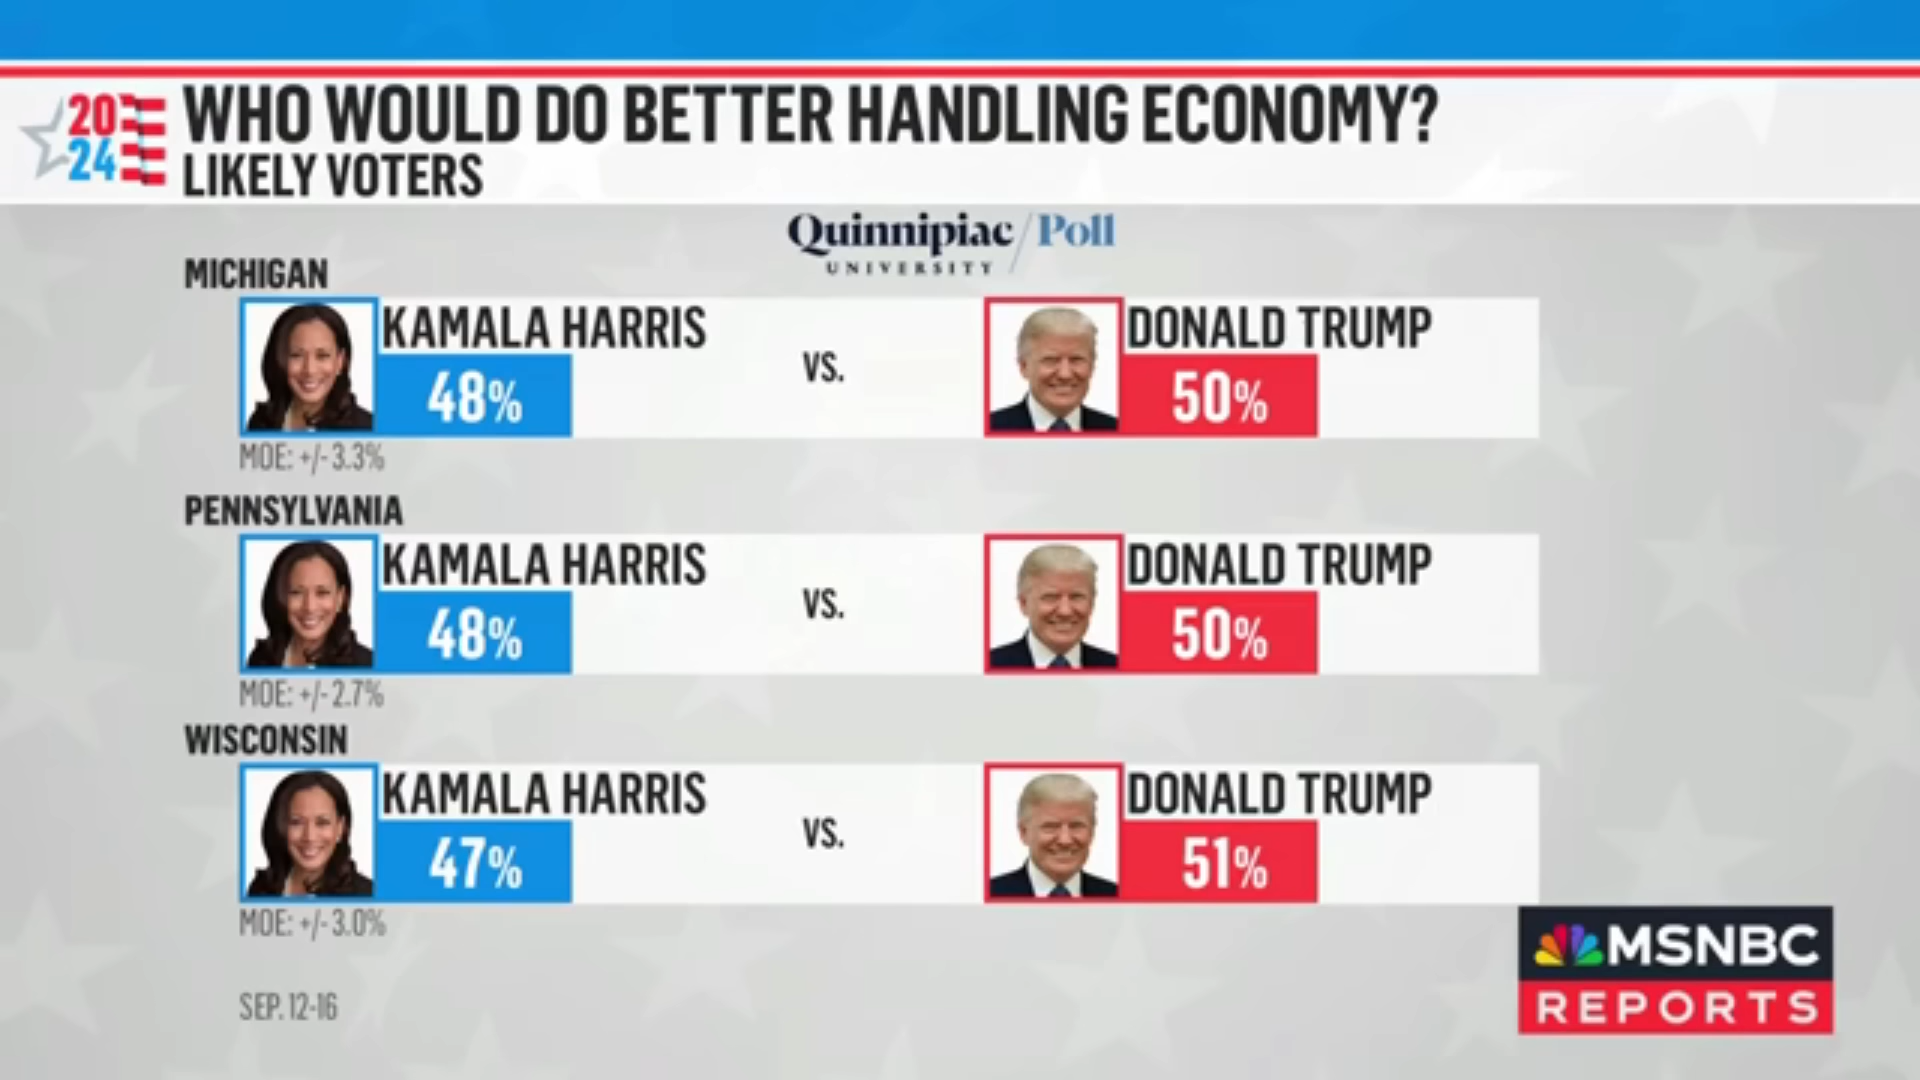 2024
WHO WOULD DO BETTER HANDLING ECONOMY?
LIKELY VOTERS
Quinnipiac / Poll
UNIVERSITY
MICHIGAN
KAMALA HARRIS
48%
VS.
DONALD TRUMP
50%
MOE: +/- 3.3%
PENNSYLVANIA
KAMALA HARRIS
48%
VS.
DONALD TRUMP
50%
MOE: +/- 2.7%
WISCONSIN
KAMALA HARRIS
47%
VS.
DONALD TRUMP
51%
MOE: +/- 3.0%
SEP. 12-16
MSNBC
REPORTS